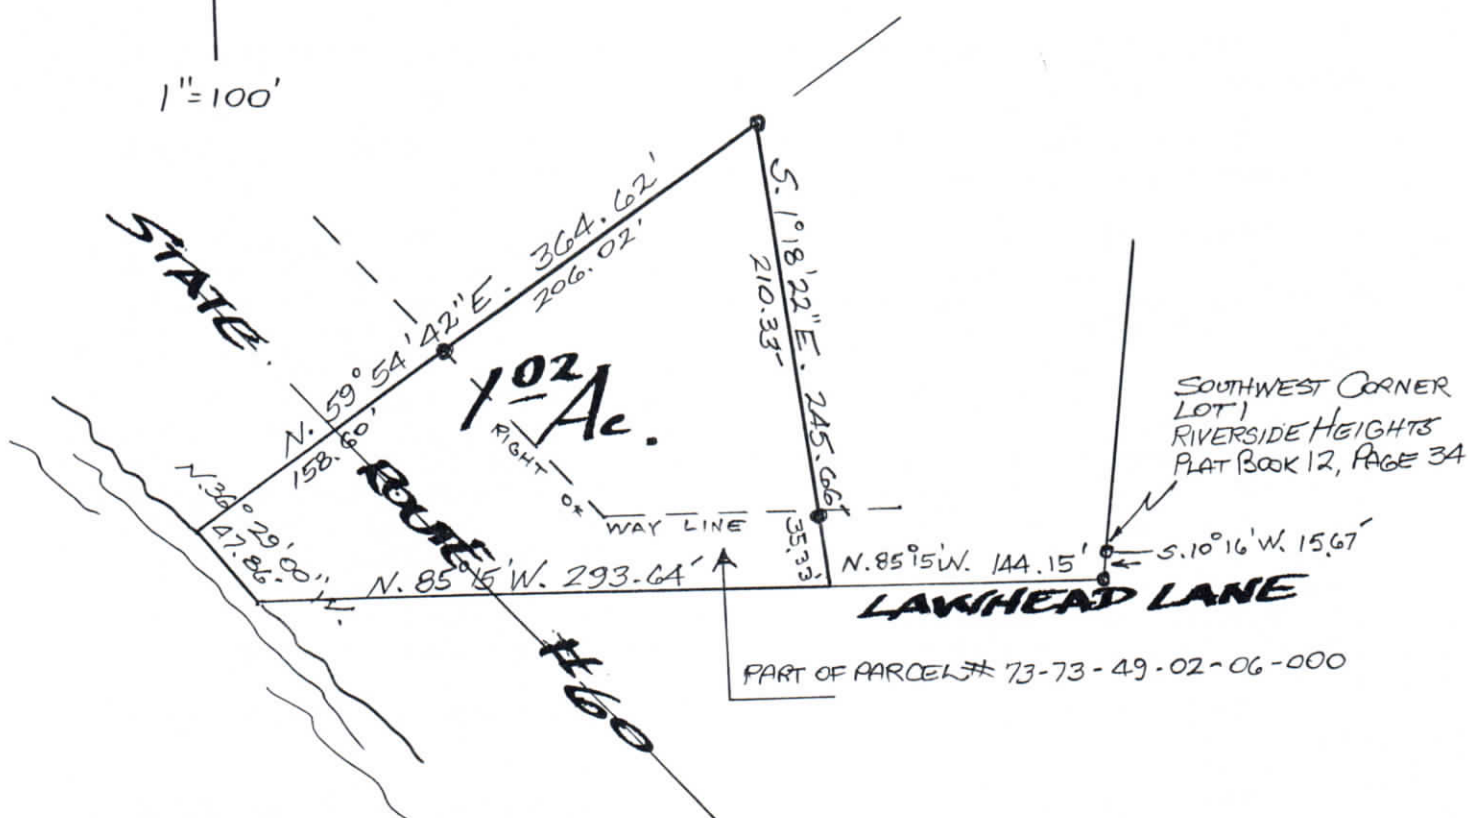 1"=100'
STATE ROUTE #60
N. 59° 54' 42" E. 364.62'
206.02'
158.60'
1 02 Ac.
S. 1° 18' 22" E. 245.66'
210.33'
35.33'
RIGHT OF WAY LINE
N. 36° 29' 00"
47.86'
N. 85° 15' W. 293.64'
N. 85° 15' W. 144.15'
SOUTHWEST CORNER
LOT 1
RIVERSIDE HEIGHTS
PLAT BOOK 12, PAGE 34
S. 10° 16' W. 15.67'
LAWHEAD LANE
PART OF PARCEL # 73-73-49-02-06-000